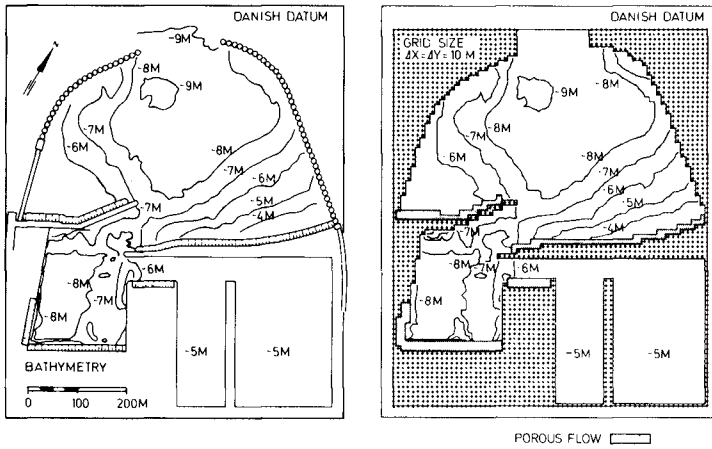 DANISH DATUM
-9M
-8M
-9M
-7M
-6M
-8M
-7M
-6M
-5M
-4M
-7M
-6M
-8M
-7M
-8M
-5M
-5M
BATHYMETRY
0 100 200M
DANISH DATUM
GRID SIZE
ΔX=ΔY= 10 M
-8M
-9M
-8M
-7M
-6M
-8M
-7M
-6M
-5M
-4M
-7M
-8M
-7M
-6M
-8M
-5M
-5M
POROUS FLOW